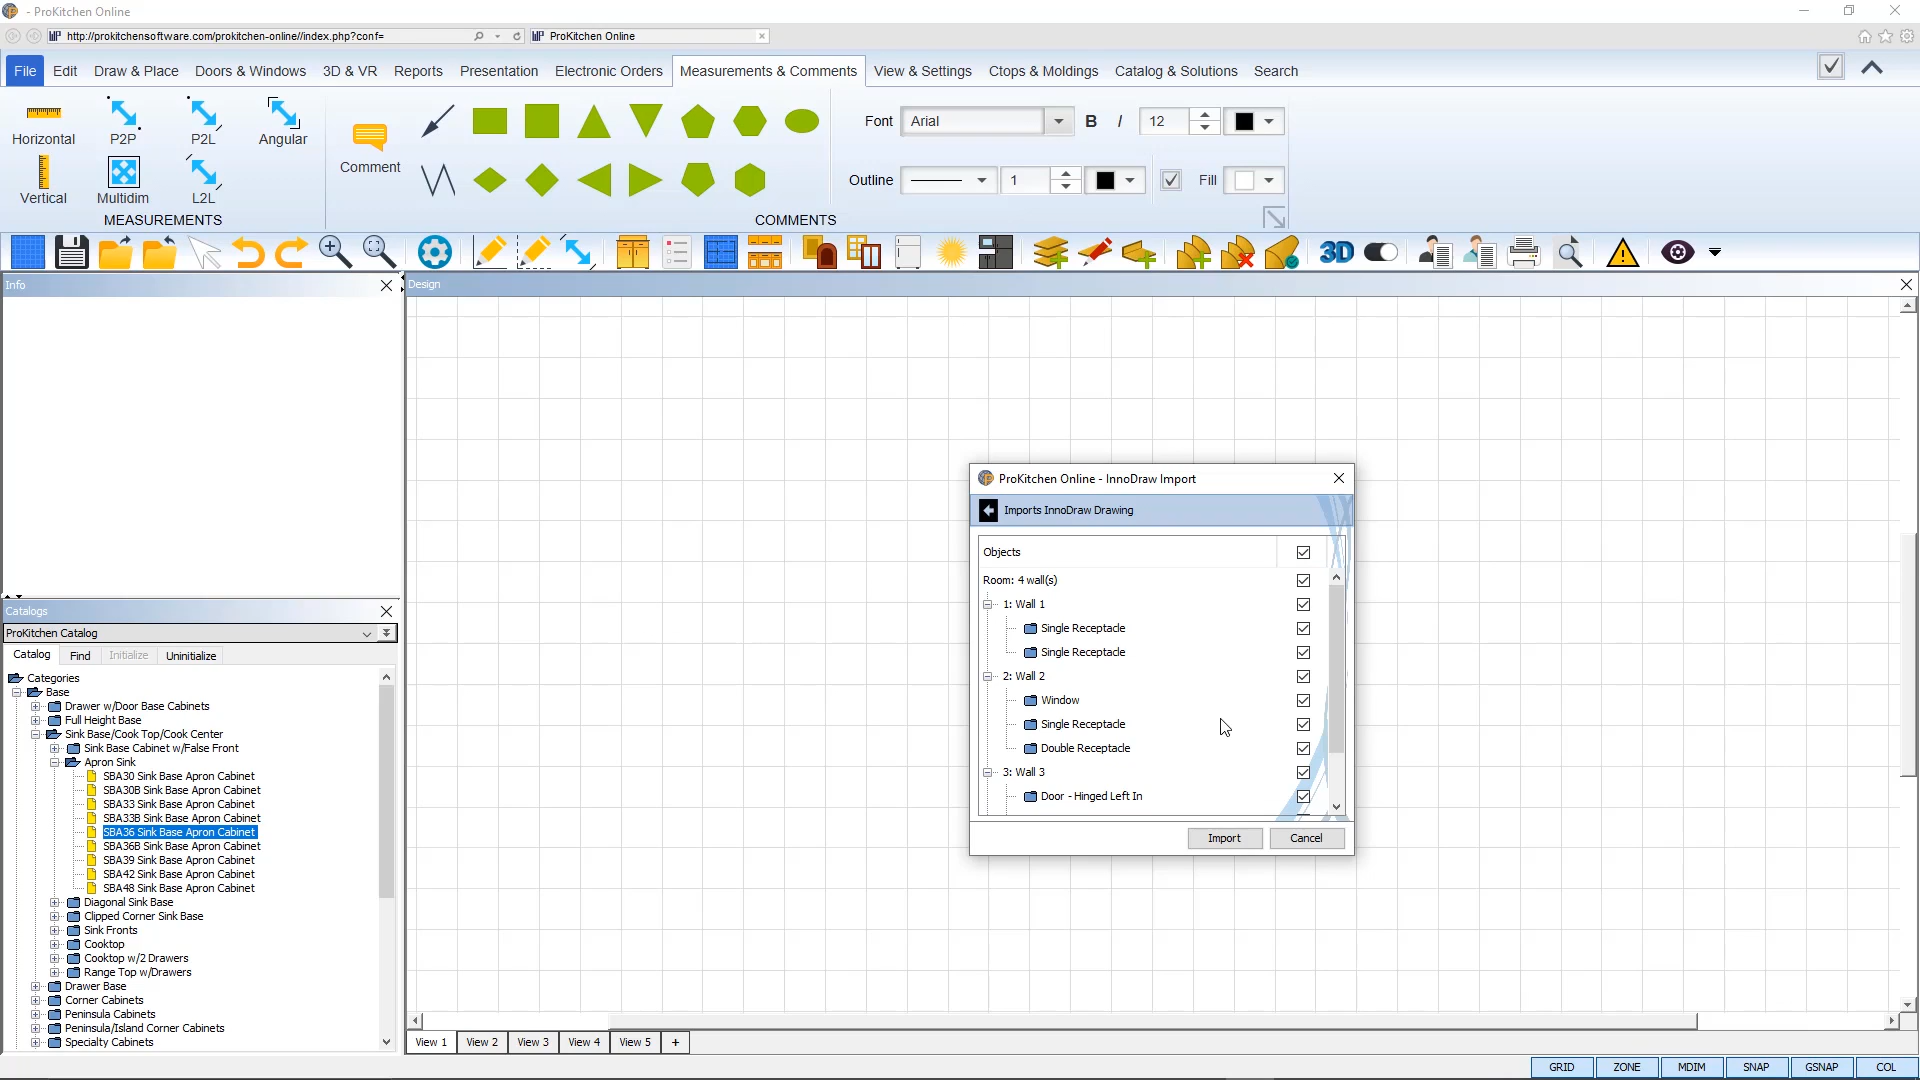 - ProKitchen Online
http://prokitchensoftware.com/prokitchen-online//index.php?conf=
ProKitchen Online
File Edit Draw & Place Doors & Windows 3D & VR Reports Presentation Electronic Orders Measurements & Comments View & Settings Ctops & Moldings Catalog & Solutions Search
Horizontal P2P P2L Angular
Comment
Font Arial B I 12
Vertical Multidim L2L
Outline 1 Fill
MEASUREMENTS COMMENTS
3D
Info
Design
Catalogs
ProKitchen Catalog
Catalog Find Initialize Uninitialize
Categories
Base
Drawer w/Door Base Cabinets
Full Height Base
Sink Base/Cook Top/Cook Center
Sink Base Cabinet w/False Front
Apron Sink
SBA30 Sink Base Apron Cabinet
SBA30B Sink Base Apron Cabinet
SBA33 Sink Base Apron Cabinet
SBA33B Sink Base Apron Cabinet
SBA36 Sink Base Apron Cabinet
SBA36B Sink Base Apron Cabinet
SBA39 Sink Base Apron Cabinet
SBA42 Sink Base Apron Cabinet
SBA48 Sink Base Apron Cabinet
Diagonal Sink Base
Clipped Corner Sink Base
Sink Fronts
Cooktop
Cooktop w/2 Drawers
Range Top w/Drawers
Drawer Base
Corner Cabinets
Peninsula Cabinets
Peninsula/Island Corner Cabinets
Specialty Cabinets
ProKitchen Online - InnoDraw Import
Imports InnoDraw Drawing
Objects
Room: 4 wall(s)
1: Wall 1
Single Receptacle
Single Receptacle
2: Wall 2
Window
Single Receptacle
Double Receptacle
3: Wall 3
Door - Hinged Left In
Import Cancel
View 1 View 2 View 3 View 4 View 5 +
GRID ZONE MDIM SNAP GSNAP COL